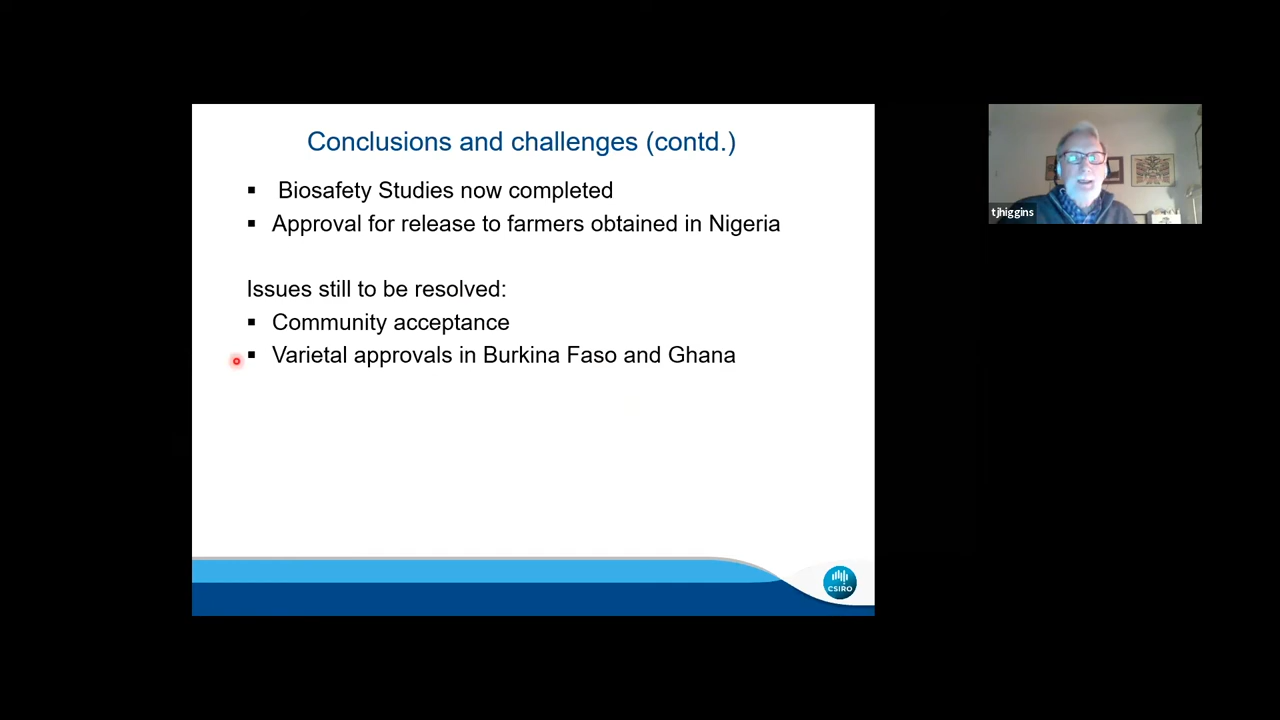 Conclusions and challenges (contd.)
▪ Biosafety Studies now completed
▪ Approval for release to farmers obtained in Nigeria
Issues still to be resolved:
▪ Community acceptance
▪ Varietal approvals in Burkina Faso and Ghana
CSIRO
tjhiggins